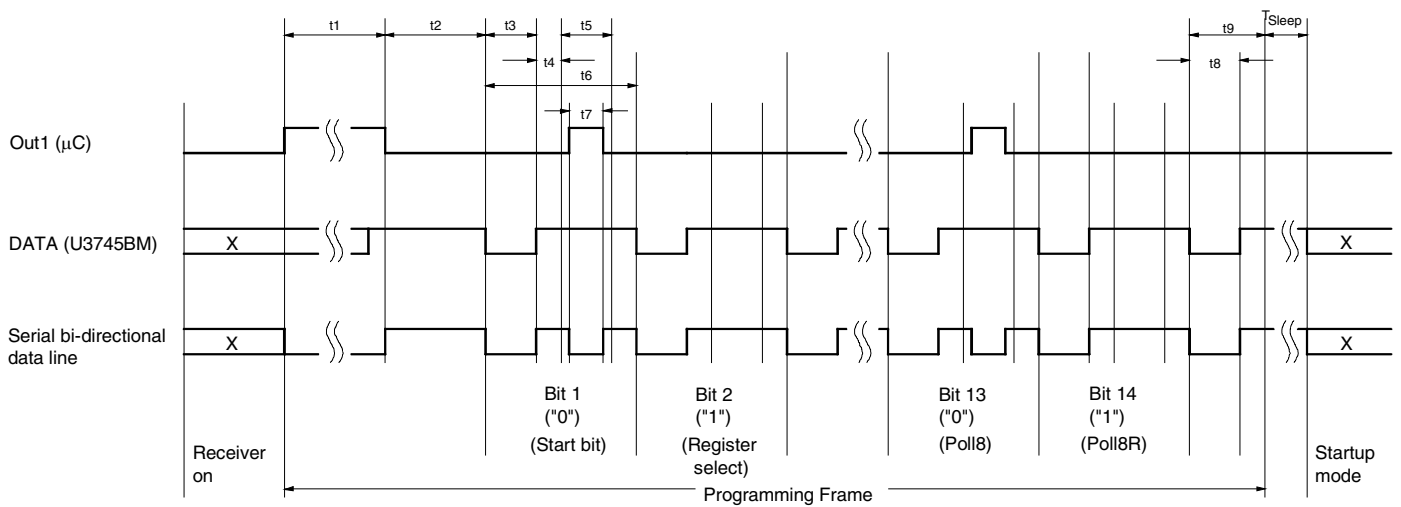 t1
t2
t3
t5
t9
TSleep
t4
t6
t8
t7
Out1 (μC)
DATA (U3745BM)
X
X
Serial bi-directional
data line
X
X
Bit 1
("0")
(Start bit)
Bit 2
("1")
(Register
select)
Bit 13
("0")
(Poll8)
Bit 14
("1")
(Poll8R)
Receiver
on
Startup
mode
Programming Frame